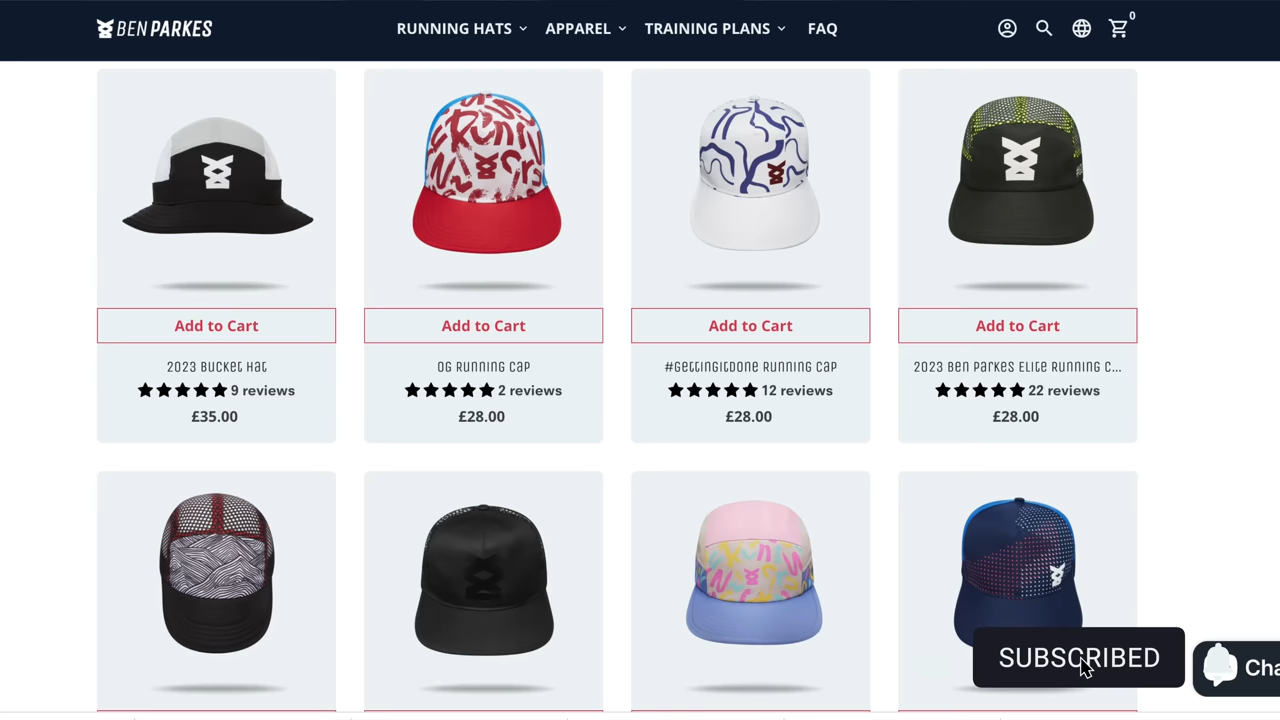 BEN PARKES
RUNNING HATS
APPAREL
TRAINING PLANS
FAQ
0
Add to Cart
Add to Cart
Add to Cart
Add to Cart
2023 Bucket Hat
OG Running Cap
#GettingItDone Running Cap
2023 Ben Parkes Elite Running C...
9 reviews
2 reviews
12 reviews
22 reviews
£35.00
£28.00
£28.00
£28.00
SUBSCRIBED
Cha